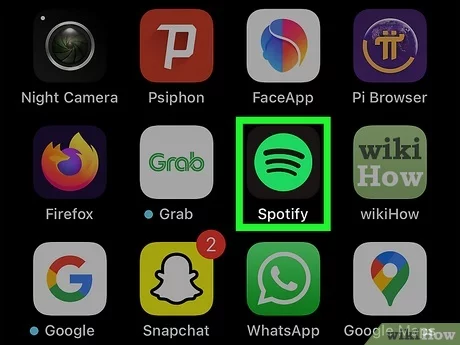 Night Camera
Psiphon
FaceApp
Pi Browser
Firefox
Grab
Grab
Spotify
wiki
How
wikiHow
2
Google
Snapchat
WhatsApp
Google Maps
wikiHow